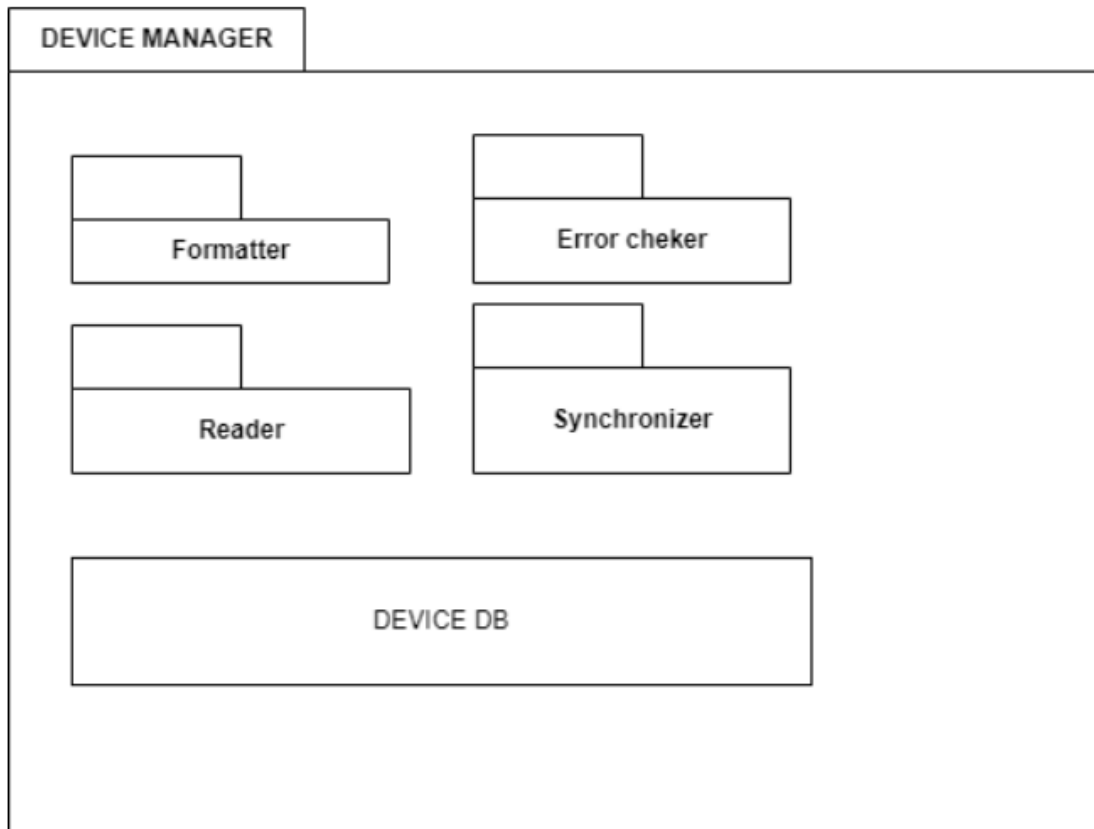 DEVICE MANAGER
Formatter
Error cheker
Reader
Synchronizer
DEVICE DB